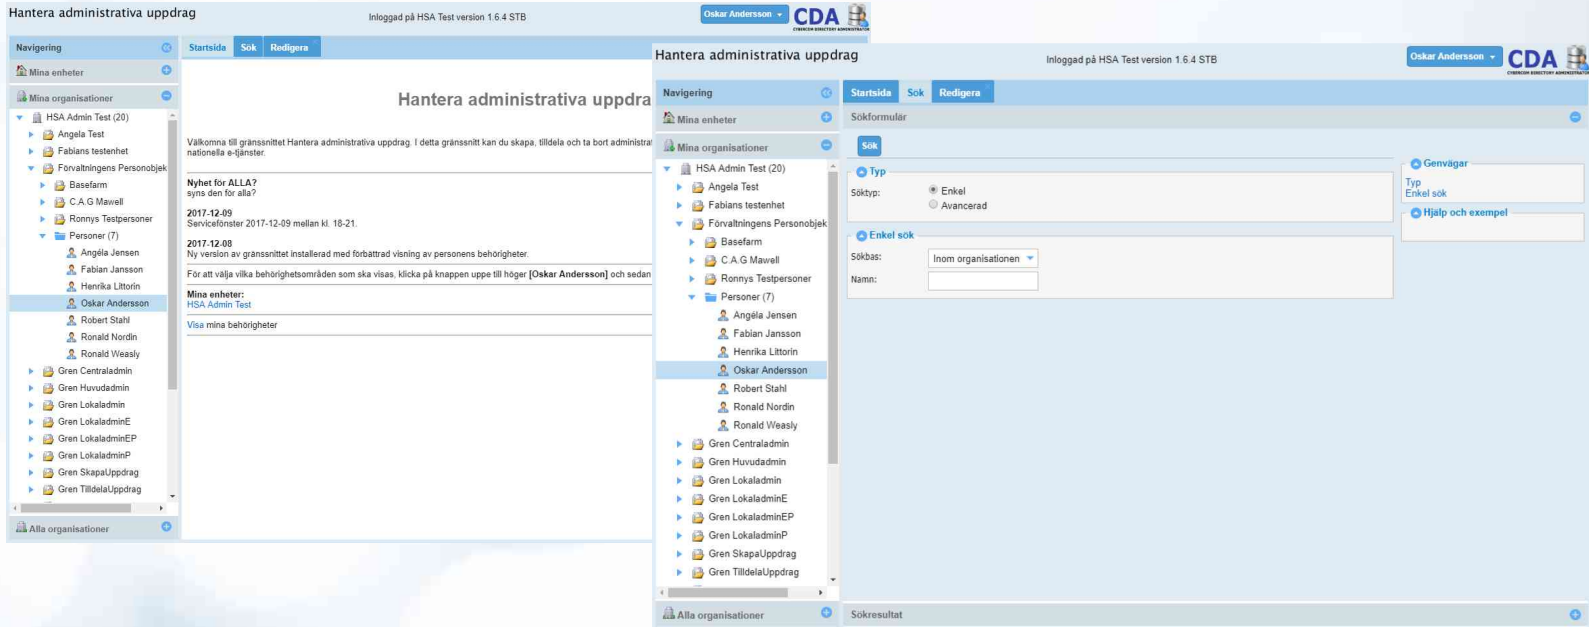 Hantera administrativa uppdrag
Inloggad på HSA Test version 1.6.4 STB
Oskar Andersson
CDA
CYBERCOM DIRECTORY ADMINISTRATOR
Navigering
Startsida Sök Redigera
Mina enheter
Mina organisationer
HSA Admin Test (20)
Angela Test
Fabians testenhet
Förvaltningens Personobjek
Basefarm
C.A.G Mawell
Ronnys Testpersoner
Personer (7)
Angéla Jensen
Fabian Jansson
Henrika Littorin
Oskar Andersson
Robert Stahl
Ronald Nordin
Ronald Weasly
Gren Centraladmin
Gren Huvudadmin
Gren Lokaladmin
Gren LokaladminE
Gren LokaladminEP
Gren LokaladminP
Gren SkapaUppdrag
Gren TilldelaUppdrag
Alla organisationer
Hantera administrativa uppdra
Välkomna till gränssnittet Hantera administrativa uppdrag. I detta gränssnitt kan du skapa, tilldela och ta bort administrat
nationella e-tjänster.
Nyhet för ALLA?
syns den för alla?
2017-12-09
Servicefönster 2017-12-09 mellan kl. 18-21.
2017-12-08
Ny version av gränssnittet installerad med förbättrad visning av personens behörigheter.
För att välja vilka behörighetsområden som ska visas, klicka på knappen uppe till höger [Oskar Andersson] och sedan
Mina enheter:
HSA Admin Test
Visa mina behörigheter
Hantera administrativa uppdrag
Inloggad på HSA Test version 1.6.4 STB
Oskar Andersson
CDA
CYBERCOM DIRECTORY ADMINISTRATOR
Navigering
Startsida Sök Redigera
Mina enheter
Mina organisationer
HSA Admin Test (20)
Angela Test
Fabians testenhet
Förvaltningens Personobjek
Basefarm
C.A.G Mawell
Ronnys Testpersoner
Personer (7)
Angéla Jensen
Fabian Jansson
Henrika Littorin
Oskar Andersson
Robert Stahl
Ronald Nordin
Ronald Weasly
Gren Centraladmin
Gren Huvudadmin
Gren Lokaladmin
Gren LokaladminE
Gren LokaladminEP
Gren LokaladminP
Gren SkapaUppdrag
Gren TilldelaUppdrag
Alla organisationer
Sökformulär
Sök
Typ
Söktyp: Enkel
Avancerad
Enkel sök
Sökbas: Inom organisationen
Namn:
Genvägar
Typ
Enkel sök
Hjälp och exempel
Sökresultat